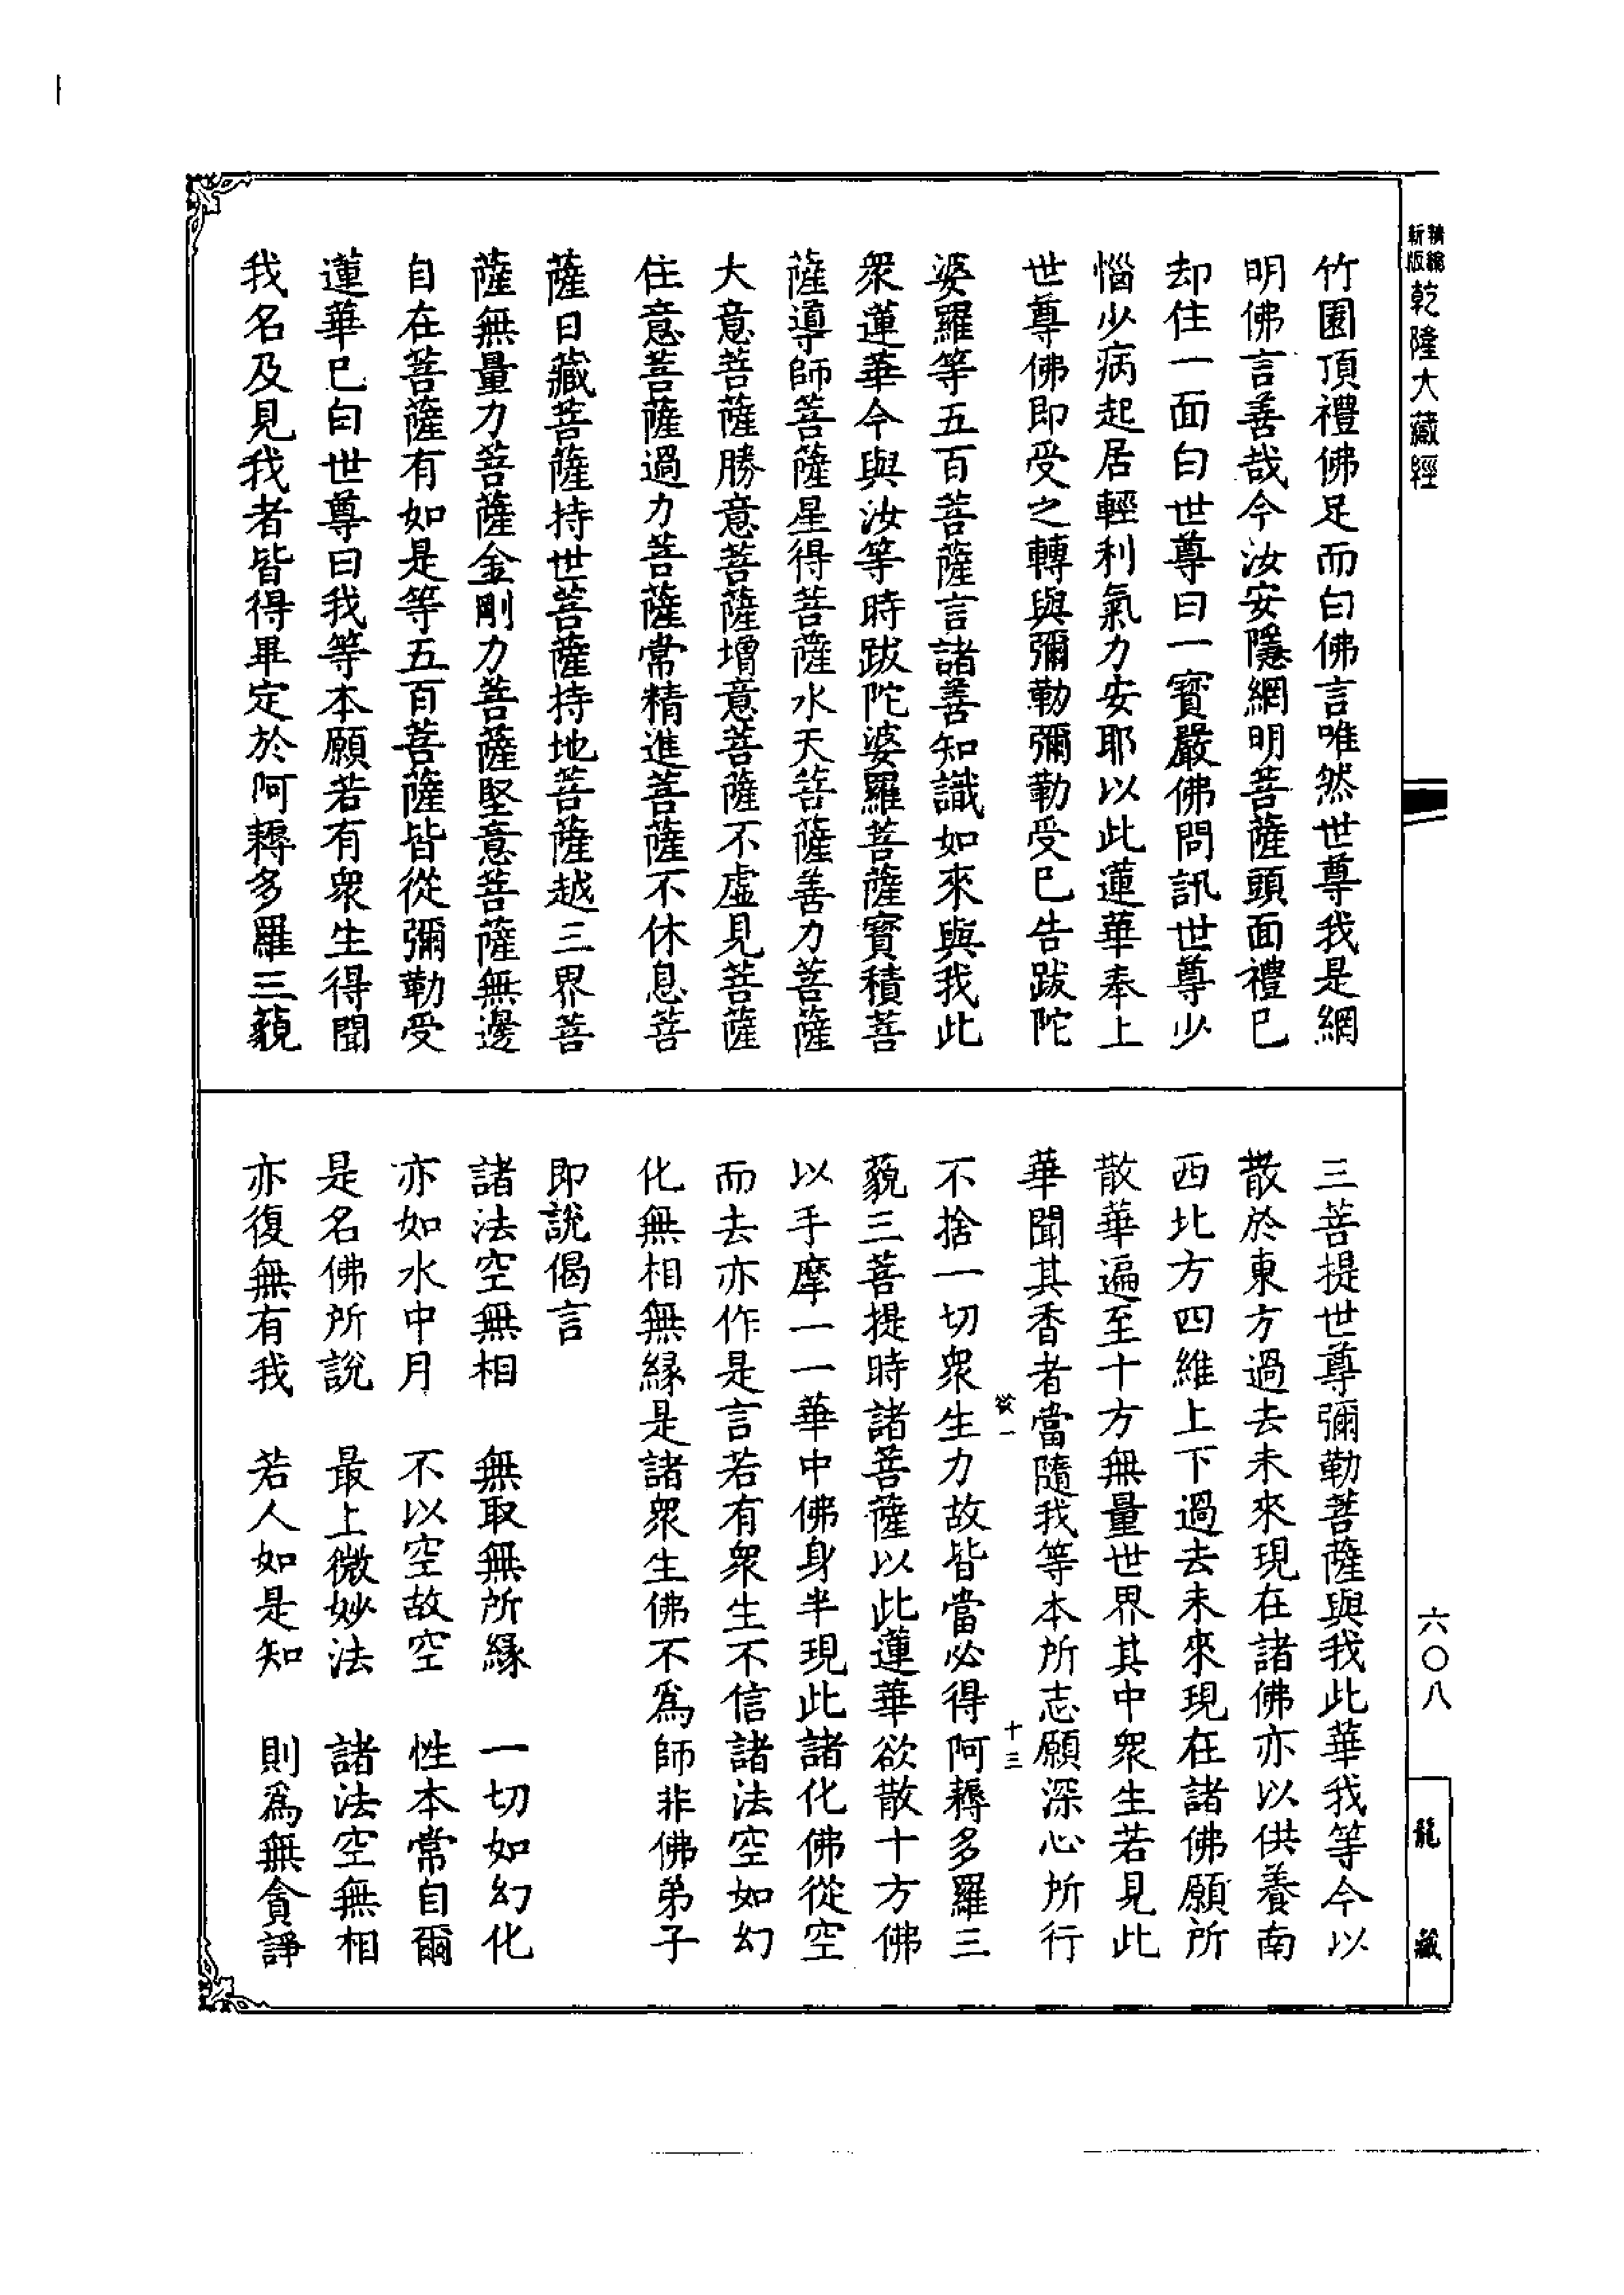 精縮
新版
乾隆大藏經
竹園頂禮佛足而白佛言唯然世尊我是網
明佛言善哉今汝安隱網明菩薩頭面禮已
却住一面白世尊曰一寶嚴佛問訊世尊少
惱少病起居輕利氣力安耶以此蓮華奉上
世尊佛即受之轉與彌勒彌勒受已告跋陀
婆羅等五百菩薩言諸善知識如來與我此
衆蓮華今與汝等時跋陀婆羅菩薩寶積菩
薩導師菩薩星得菩薩水天菩薩善力菩薩
大意菩薩勝意菩薩增意菩薩不虛見菩薩
住意菩薩過力菩薩常精進菩薩不休息菩
薩日藏菩薩持世菩薩持地菩薩越三界菩
薩無量力菩薩金剛力菩薩堅意菩薩無邊
自在菩薩有如是等五百菩薩皆從彌勒受
蓮華已白世尊曰我等本願若有衆生得聞
我名及見我者皆得畢定於阿耨多羅三藐
三菩提世尊彌勒菩薩與我此華我等今以
散於東方過去未來現在諸佛亦以供養南
西北方四維上下過去未來現在諸佛願所
散華遍至十方無量世界其中衆生若見此
華聞其香者當隨我等本所志願深心所行
十三
不捨一切衆生力故皆當必得阿耨多羅三
藐三菩提時諸菩薩以此蓮華欲散十方佛
以手摩一一華中佛身半現此諸化佛從空
而去亦作是言若有衆生不信諸法空如幻
化無相無緣是諸衆生佛不爲師非佛弟子
即說偈言
諸法空無相　無取無所緣　一切如幻化
亦如水中月　不以空故空　性本常自爾
是名佛所說　最上微妙法　諸法空無相
亦復無有我　若人如是知　則爲無貪諍
六〇八
龍藏